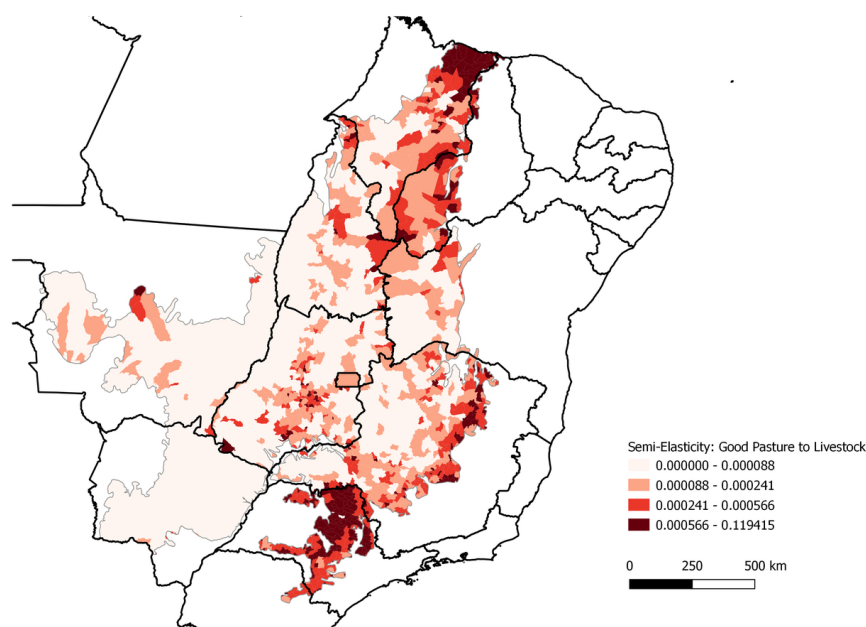 Semi-Elasticity: Good Pasture to Livestock
0.000000 - 0.000088
0.000088 - 0.000241
0.000241 - 0.000566
0.000566 - 0.119415
0 250 500 km